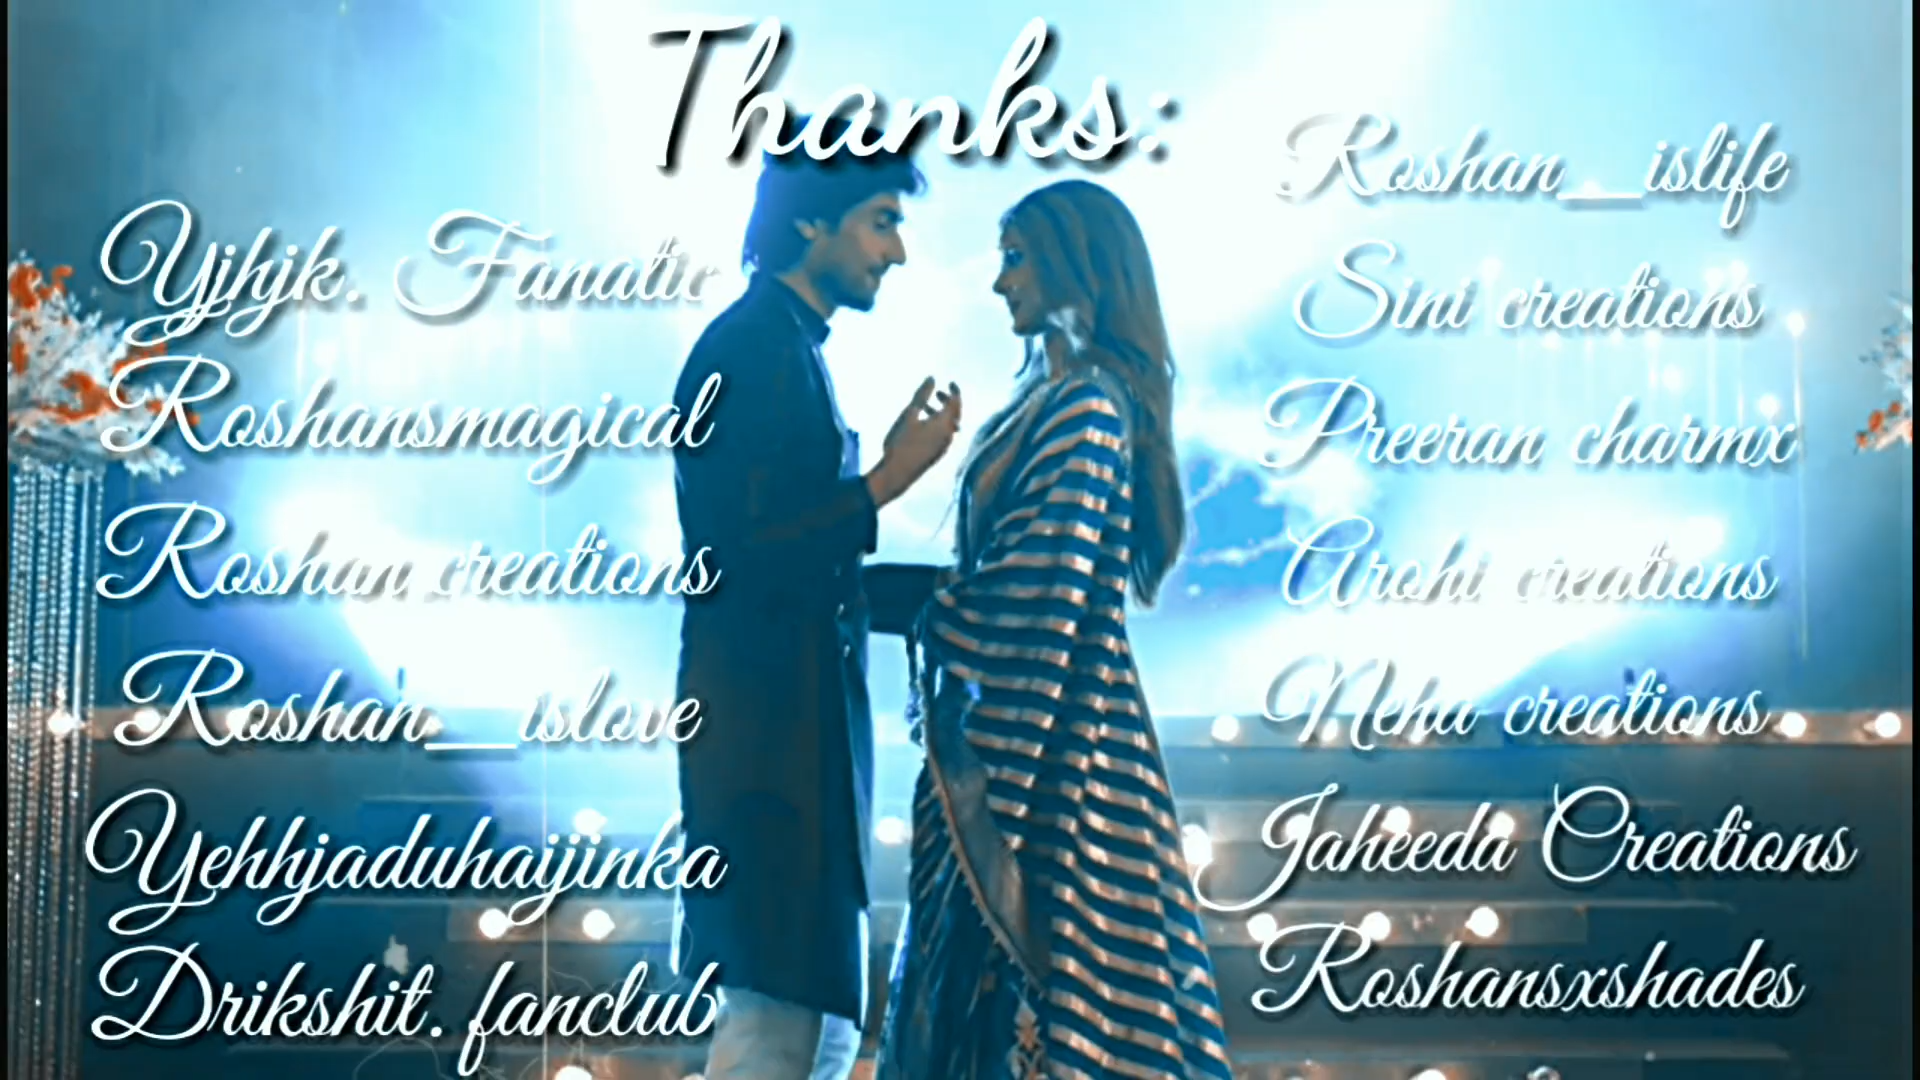 Thanks:
Yjhjk. Fanatic
Roshansmagical
Roshan creations
Roshan__islove
Yehhjaduhaijinka
Drikshit. fanclub
Roshan__islife
Sini creations
Preeran charmx
Arohi creations
Neha creations
Jaheeda Creations
Roshansxshades